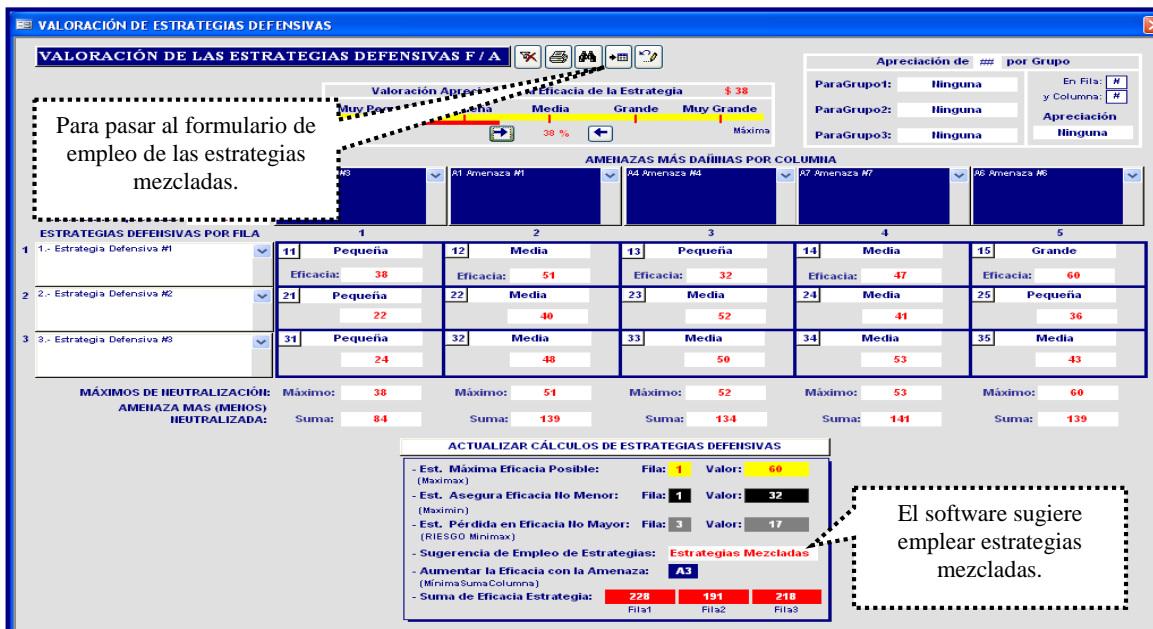 VALORACIÓN DE ESTRATEGIAS DEFENSIVAS
VALORACIÓN DE LAS ESTRATEGIAS DEFENSIVAS F / A
Apreciación de ## por Grupo
ParaGrupo1: Ninguna
ParaGrupo2: Ninguna
ParaGrupo3: Ninguna
En Fila: #
y Columna: #
Apreciación
Ninguna
Para pasar al formulario de
empleo de las estrategias
mezcladas.
Eficacia de la Estrategia $ 38
Media Grande Muy Grande
38 % Máxima
AMENAZAS MÁS DAÑINAS POR COLUMNA
#3 A1 Amenaza #1 A4 Amenaza #4 A7 Amenaza #7 A6 Amenaza #6
ESTRATEGIAS DEFENSIVAS POR FILA 1 2 3 4 5
1 1.- Estrategia Defensiva #1 11 Pequeña 12 Media 13 Pequeña 14 Media 15 Grande
Eficacia: 38 Eficacia: 51 Eficacia: 32 Eficacia: 47 Eficacia: 60
2 2.- Estrategia Defensiva #2 21 Pequeña 22 Media 23 Media 24 Media 25 Pequeña
22 40 52 41 36
3 3.- Estrategia Defensiva #3 31 Pequeña 32 Media 33 Media 34 Media 35 Media
24 48 50 53 43
MÁXIMOS DE NEUTRALIZACIÓN: Máximo: 38 Máximo: 51 Máximo: 52 Máximo: 53 Máximo: 60
AMENAZA MAS (MENOS)
NEUTRALIZADA: Suma: 84 Suma: 139 Suma: 134 Suma: 141 Suma: 139
ACTUALIZAR CÁLCULOS DE ESTRATEGIAS DEFENSIVAS
- Est. Máxima Eficacia Posible: Fila: 1 Valor: 60
(Maximax)
- Est. Asegura Eficacia No Menor: Fila: 1 Valor: 32
(Maximin)
- Est. Pérdida en Eficacia No Mayor: Fila: 3 Valor: 17
(RIESGO Minimax)
- Sugerencia de Empleo de Estrategias: Estrategias Mezcladas
- Aumentar la Eficacia con la Amenaza: A3
(MínimaSumaColumna)
- Suma de Eficacia Estrategia: 228 191 218
Fila1 Fila2 Fila3
El software sugiere
emplear estrategias
mezcladas.